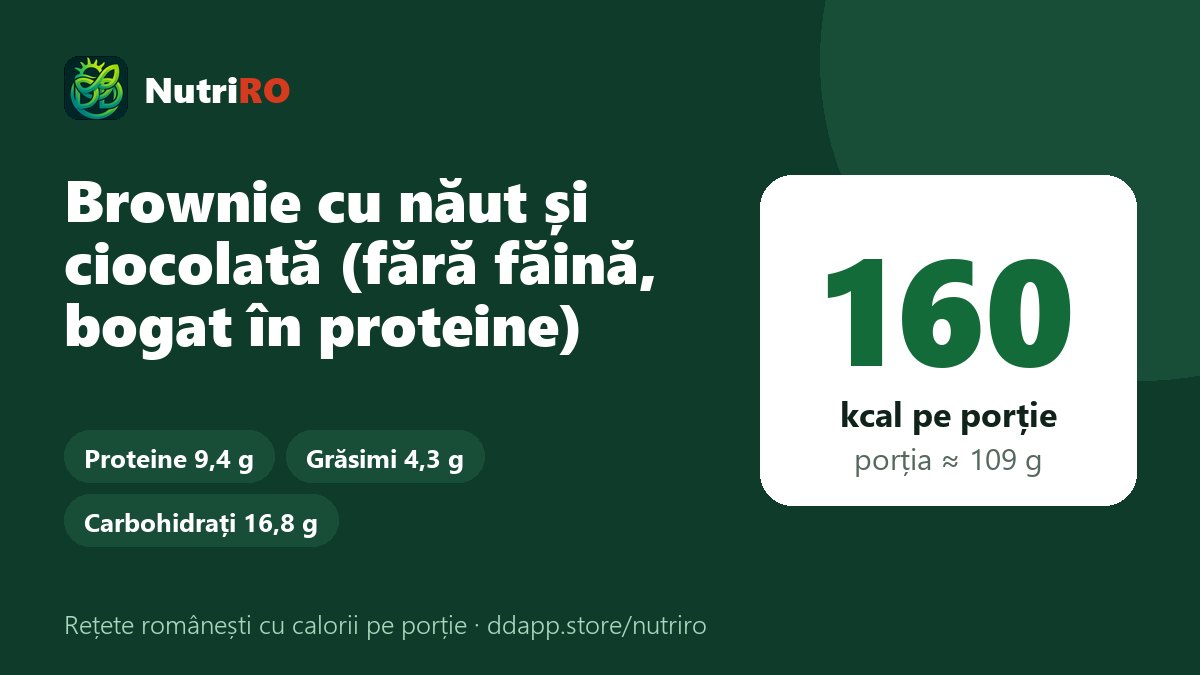 NutriRO
Brownie cu năut și
ciocolată (fără făină,
bogat în proteine)
160
kcal pe porție
porția ≈ 109 g
Proteine 9,4 g
Grăsimi 4,3 g
Carbohidrați 16,8 g
Rețete românești cu calorii pe porție · ddapp.store/nutriro